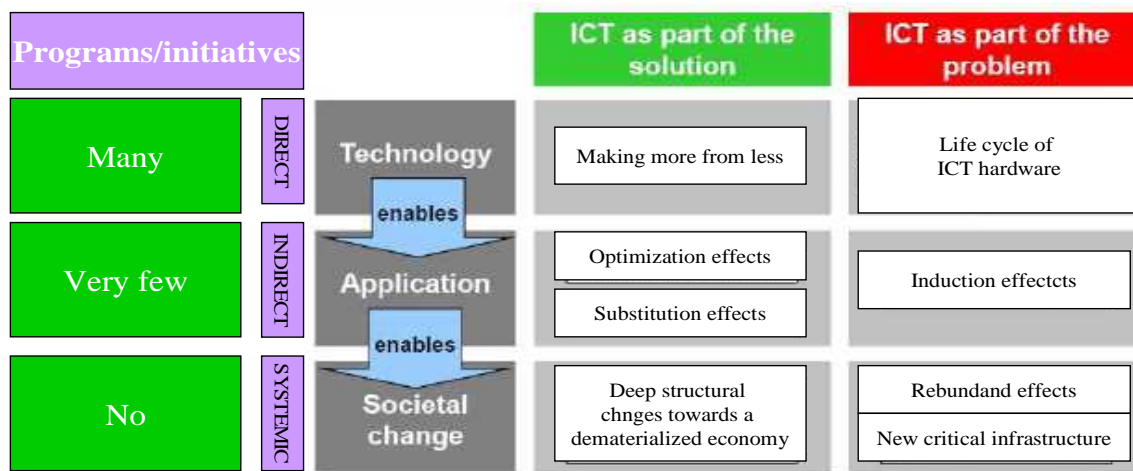 Programs/initiatives
ICT as part of the
solution
ICT as part of the
problem
Many
DIRECT
Technology
Making more from less
Life cycle of
ICT hardware
enables
Very few
INDIRECT
Application
Optimization effects
Substitution effects
Induction effectcts
enables
No
SYSTEMIC
Societal
change
Deep structural
chnges towards a
dematerialized economy
Rebundand effects
New critical infrastructure